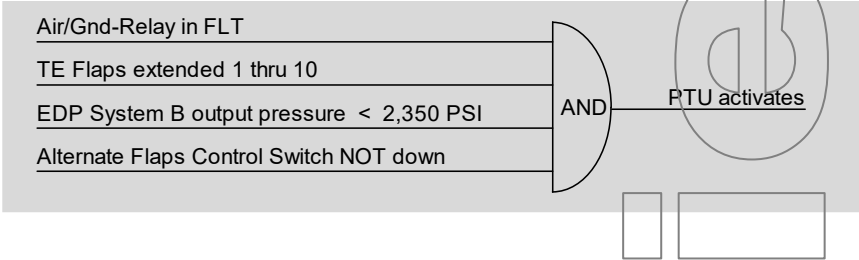 Air/Gnd-Relay in FLT
TE Flaps extended 1 thru 10
EDP System B output pressure < 2,350 PSI
Alternate Flaps Control Switch NOT down
AND
PTU activates